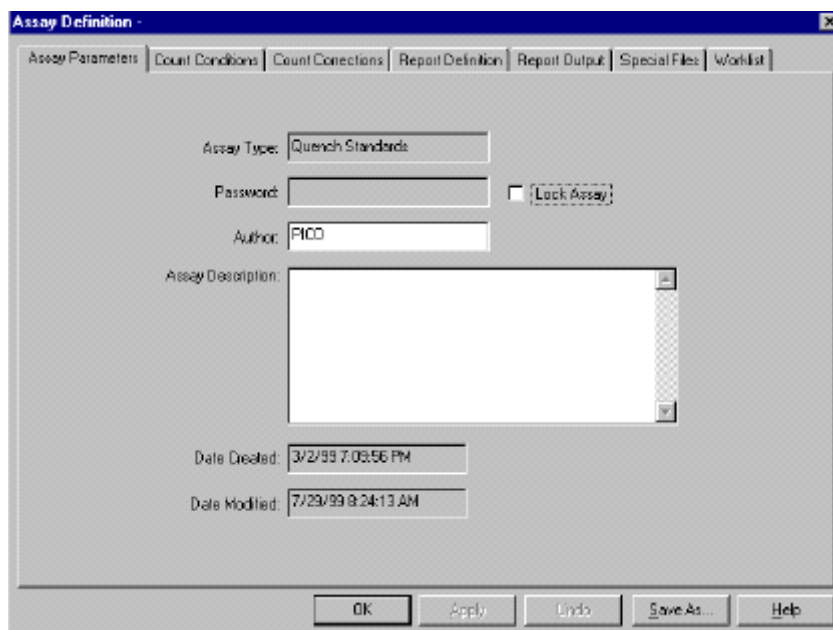 Assay Definition -
Assay Parameters Count Conditions Count Corrections Report Definition Report Output Special Files Worklist
Assay Type: Quench Standards
Password: Lock Assay
Author: PICO
Assay Description:
Date Created: 3/2/99 7:09:56 PM
Date Modified: 7/29/99 8:24:13 AM
OK Apply Undo Save As... Help